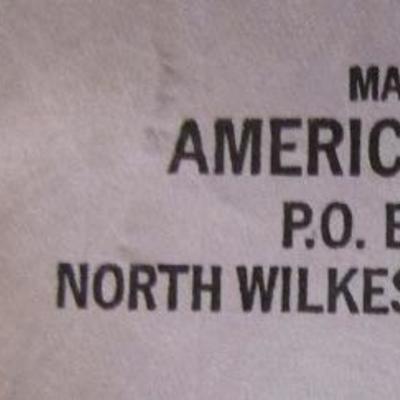 MA
AMERIC
P.O. B
NORTH WILKES